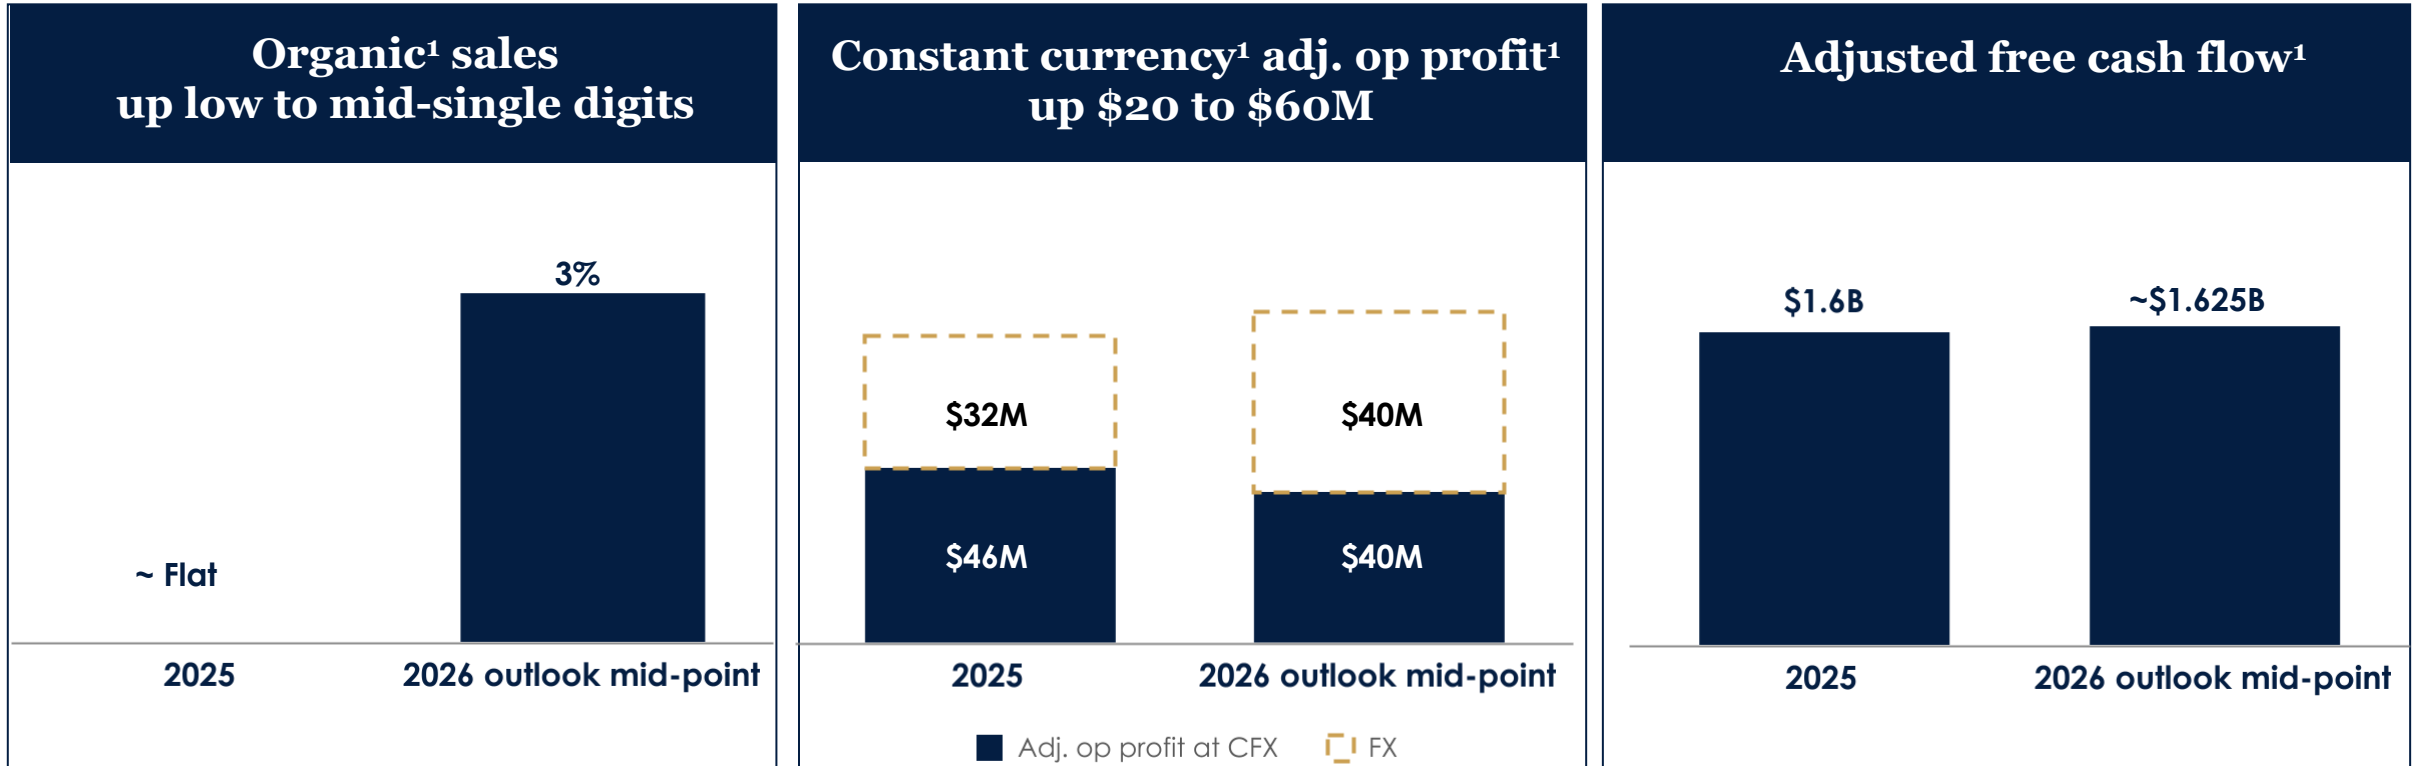 Organic¹ sales
up low to mid-single digits
3%
~ Flat
2025
2026 outlook mid-point
Constant currency¹ adj. op profit¹
up $20 to $60M
$32M
$40M
$46M
$40M
2025
2026 outlook mid-point
Adj. op profit at CFX
FX
Adjusted free cash flow¹
$1.6B
~$1.625B
2025
2026 outlook mid-point